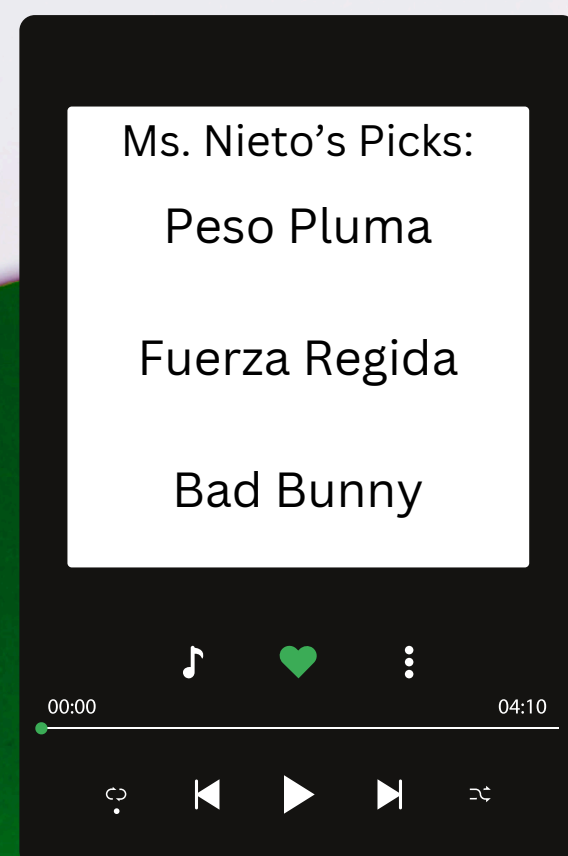 Ms. Nieto’s Picks:
Peso Pluma
Fuerza Regida
Bad Bunny
00:00 04:10